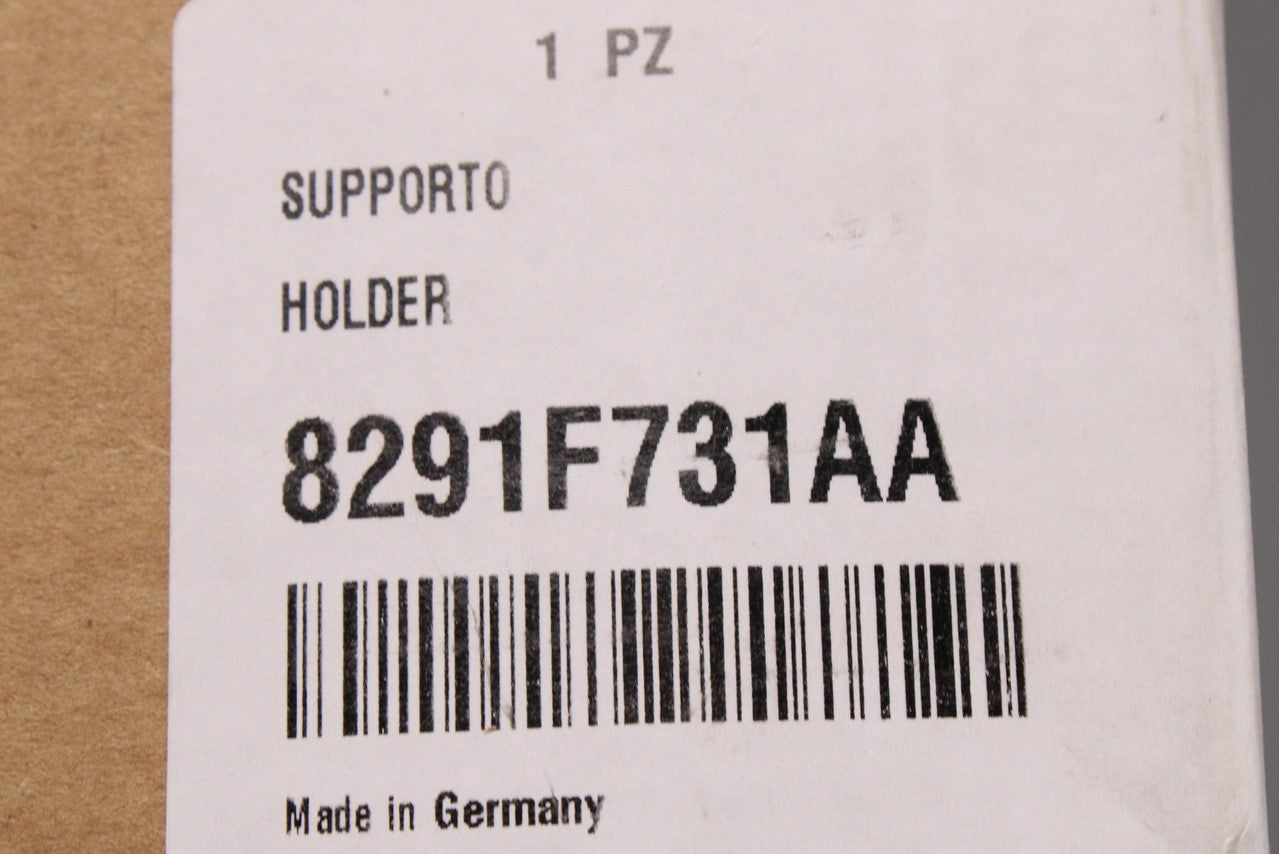 1 PZ
SUPPORTO
HOLDER
8291F731AA
Made in Germany